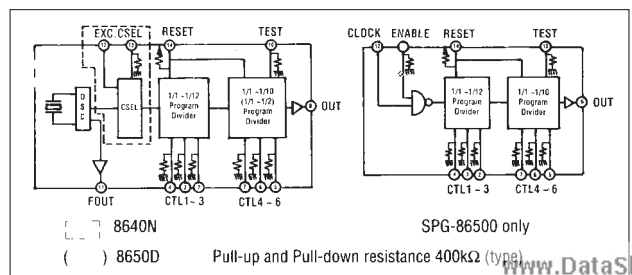 EXC.CSEL RESET TEST
OSC
CSEL
1/1 -1/12
Program
Divider
1/1 -1/10
(1/1 -1/2)
Program
Divider
OUT
FOUT
CTL1~3
CTL4~6
CLOCK ENABLE RESET TEST
1/1 -1/12
Program
Divider
1/1 -1/10
Program
Divider
OUT
CTL1~3
CTL4~6
8640N
SPG-86500 only
( ) 8650D
Pull-up and Pull-down resistance 400kΩ (type)
www.DataSh